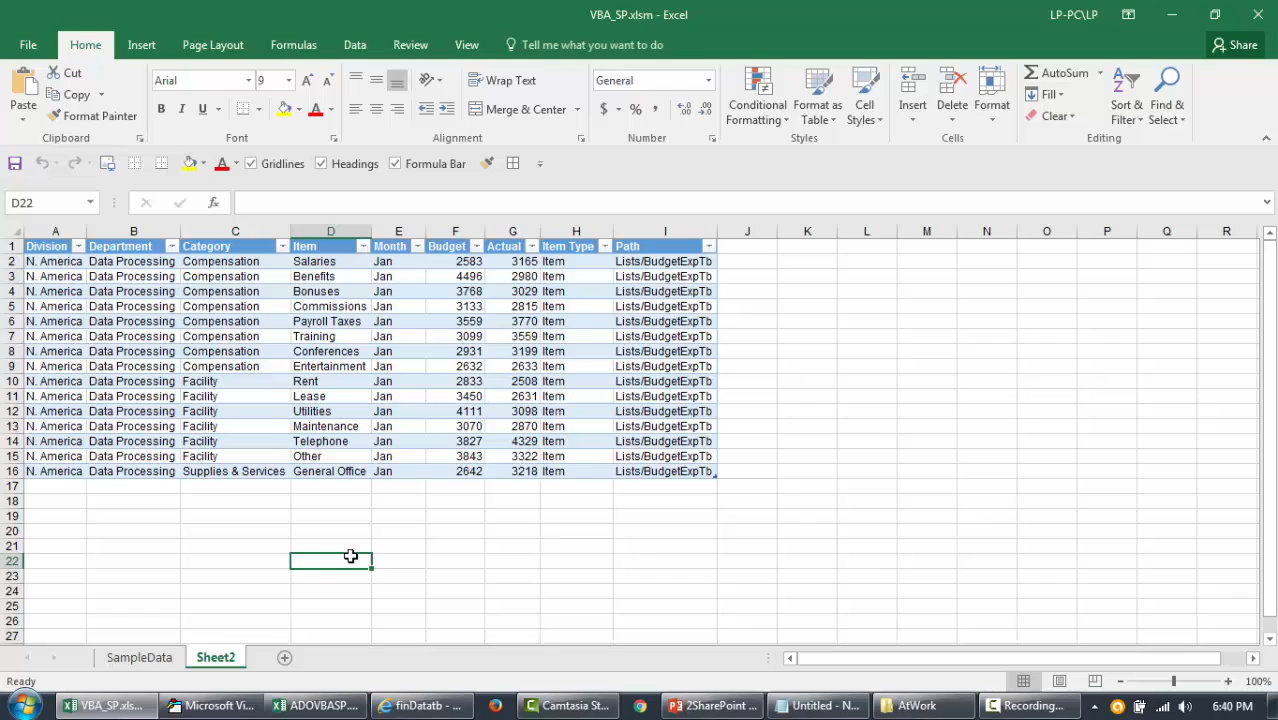 VBA_SP.xlsm - Excel
LP-PC\LP
File Home Insert Page Layout Formulas Data Review View Tell me what you want to do Share
Paste
Cut
Copy
Format Painter
Clipboard
Arial 9
B I U
Font
Wrap Text
Merge & Center
Alignment
General
$ % ,
Number
Conditional Formatting
Format as Table
Cell Styles
Styles
Insert
Delete
Format
Cells
AutoSum
Fill
Clear
Sort & Filter
Find & Select
Editing
Gridlines Headings Formula Bar
D22 fx
A B C D E F G H I J K L M N O P Q R
1 Division Department Category Item Month Budget Actual Item Type Path
2 N. America Data Processing Compensation Salaries Jan 2583 3165 Item Lists/BudgetExpTb
3 N. America Data Processing Compensation Benefits Jan 4496 2980 Item Lists/BudgetExpTb
4 N. America Data Processing Compensation Bonuses Jan 3768 3029 Item Lists/BudgetExpTb
5 N. America Data Processing Compensation Commissions Jan 3133 2815 Item Lists/BudgetExpTb
6 N. America Data Processing Compensation Payroll Taxes Jan 3559 3770 Item Lists/BudgetExpTb
7 N. America Data Processing Compensation Training Jan 3099 3559 Item Lists/BudgetExpTb
8 N. America Data Processing Compensation Conferences Jan 2931 3199 Item Lists/BudgetExpTb
9 N. America Data Processing Compensation Entertainment Jan 2632 2633 Item Lists/BudgetExpTb
10 N. America Data Processing Facility Rent Jan 2833 2508 Item Lists/BudgetExpTb
11 N. America Data Processing Facility Lease Jan 3450 2631 Item Lists/BudgetExpTb
12 N. America Data Processing Facility Utilities Jan 4111 3098 Item Lists/BudgetExpTb
13 N. America Data Processing Facility Maintenance Jan 3070 2870 Item Lists/BudgetExpTb
14 N. America Data Processing Facility Telephone Jan 3827 4329 Item Lists/BudgetExpTb
15 N. America Data Processing Facility Other Jan 3843 3322 Item Lists/BudgetExpTb
16 N. America Data Processing Supplies & Services General Office Jan 2642 3218 Item Lists/BudgetExpTb
17
18
19
20
21
22
23
24
25
26
27
SampleData Sheet2
Ready 100%
VBA_SP.xls... Microsoft Vi... ADOVBASP.... finDatatb - ... Camtasia St... 2SharePoint ... Untitled - N... AtWork Recording... 6:40 PM